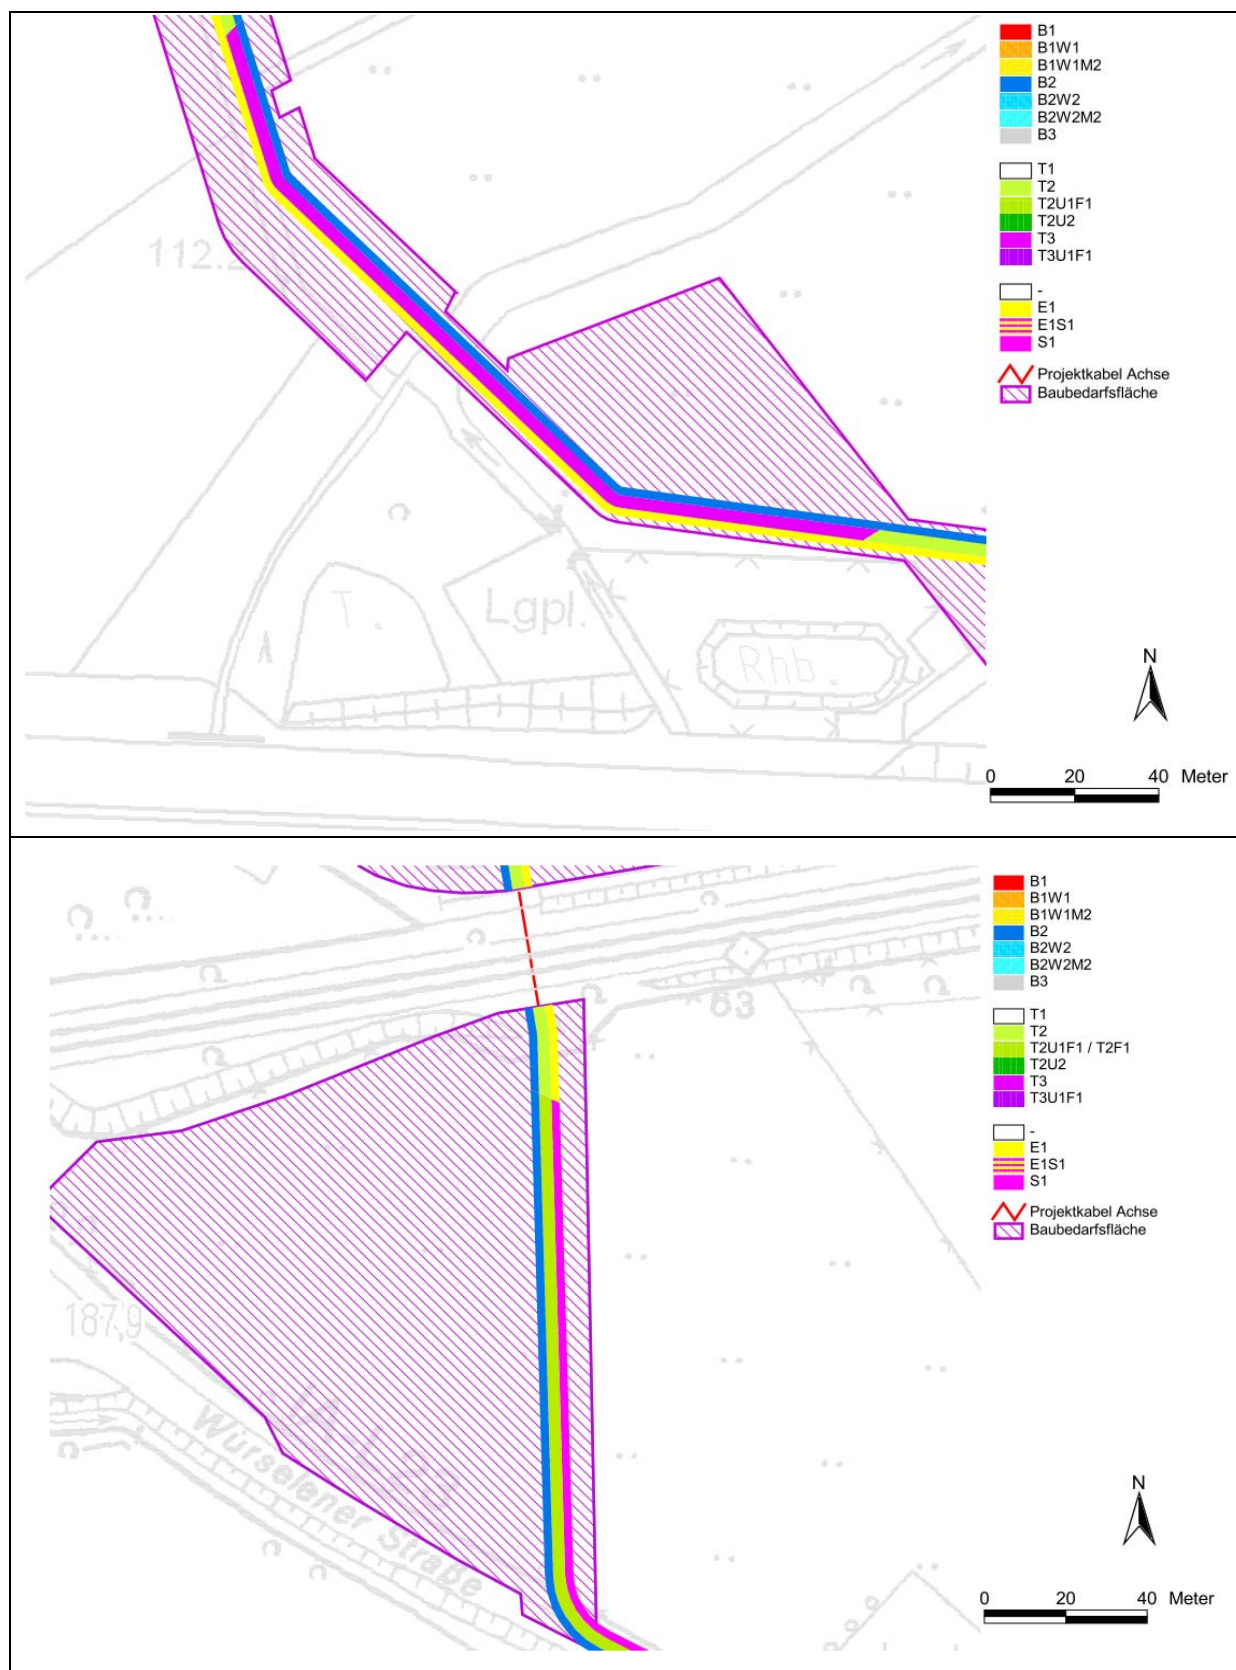 B1
B1W1
B1W1M2
B2
B2W2
B2W2M2
B3
T1
T2
T2U1F1
T2U2
T3
T3U1F1
-
E1
E1S1
S1
Projektkabel Achse
Baubedarfsfläche
T.
Lgpl.
Rhb.
N
0 20 40 Meter
B1
B1W1
B1W1M2
B2
B2W2
B2W2M2
B3
63
T1
T2
T2U1F1 / T2F1
T2U2
T3
T3U1F1
-
E1
E1S1
S1
Projektkabel Achse
Baubedarfsfläche
187,9
Würselener Straße
N
0 20 40 Meter